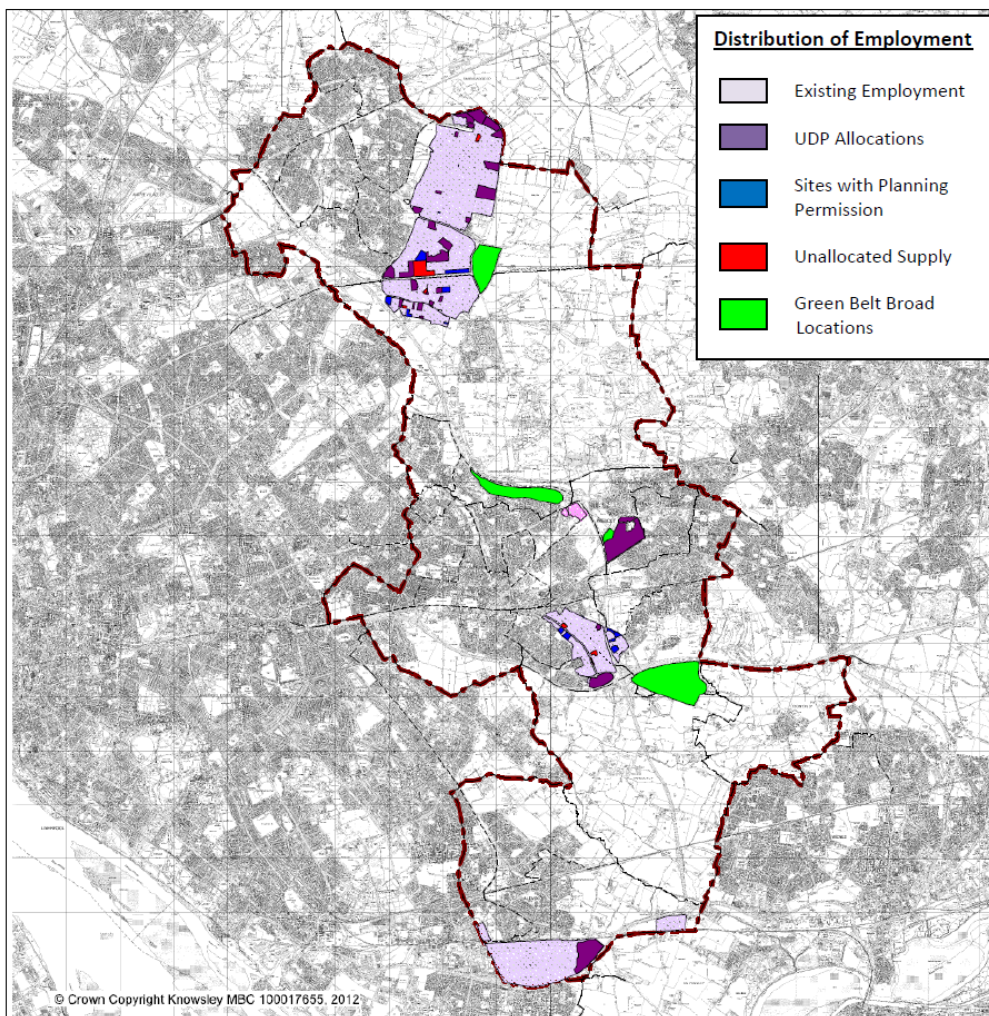 Distribution of Employment
Existing Employment
UDP Allocations
Sites with Planning
Permission
Unallocated Supply
Green Belt Broad
Locations
© Crown Copyright Knowsley MBC 100017655, 2012